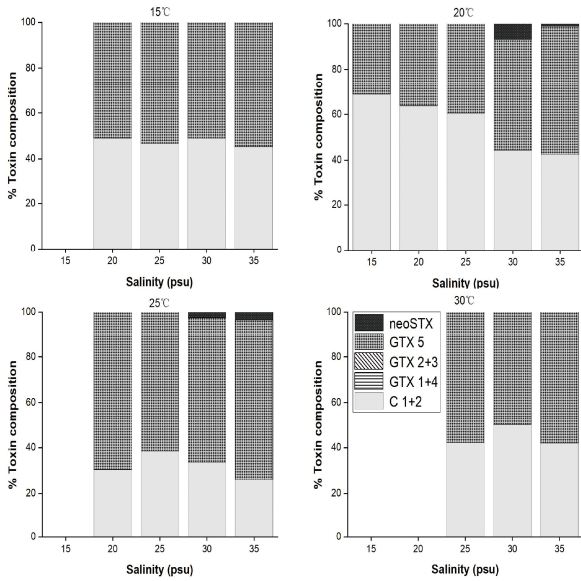 15℃
100
80
60
40
20
0
% Toxin composition
15 20 25 30 35
Salinity (psu)
20℃
100
80
60
40
20
0
% Toxin composition
15 20 25 30 35
Salinity (psu)
25℃
100
80
60
40
20
0
% Toxin composition
15 20 25 30 35
Salinity (psu)
30℃
100
80
60
40
20
0
% Toxin composition
neoSTX
GTX 5
GTX 2+3
GTX 1+4
C 1+2
15 20 25 30 35
Salinity (psu)